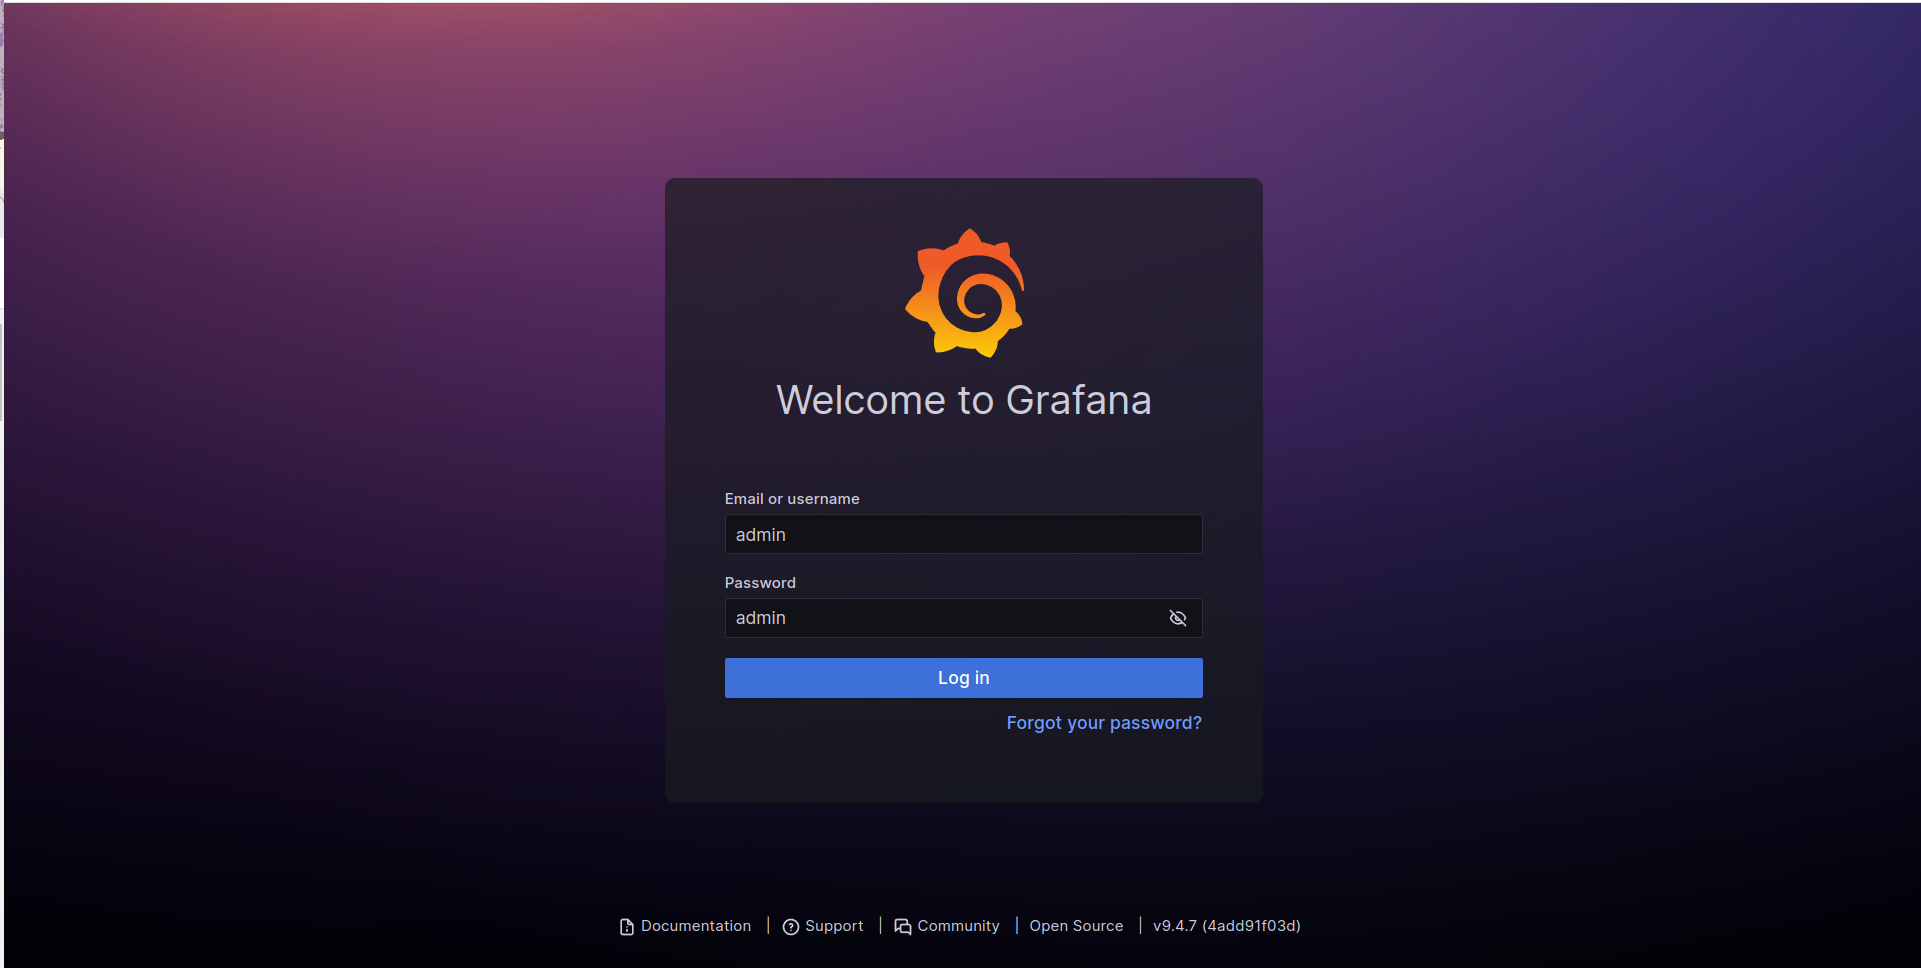 Welcome to Grafana
Email or username
admin
Password
admin
Log in
Forgot your password?
Documentation | Support | Community | Open Source | v9.4.7 (4add91f03d)